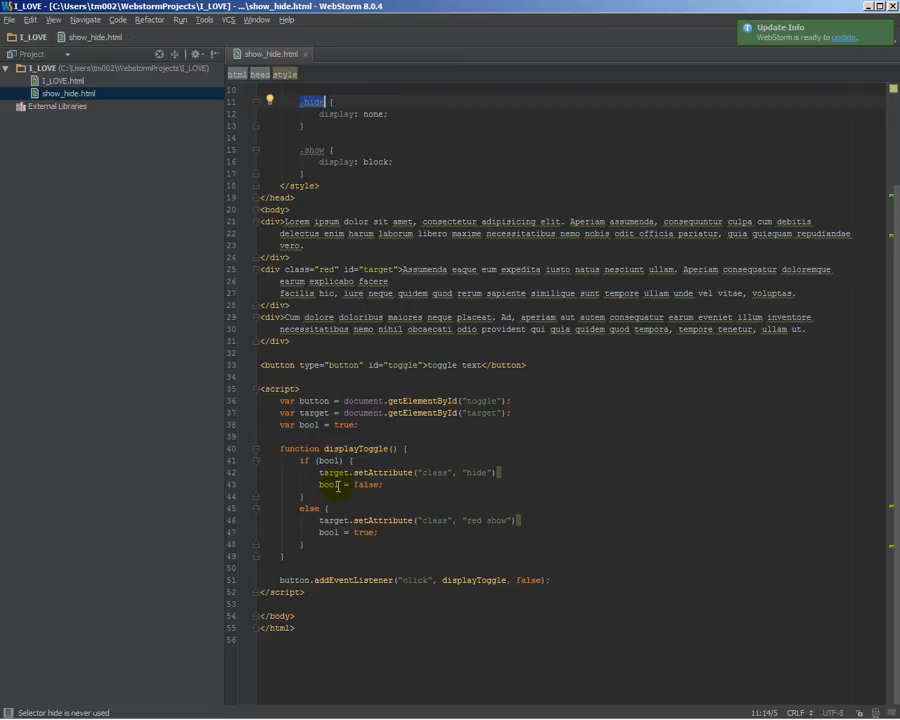 I_LOVE - [C:\Users\tm002\WebstormProjects\I_LOVE] - ...\show_hide.html - WebStorm 8.0.4
File Edit View Navigate Code Refactor Run Tools VCS Window Help
Update Info
WebStorm is ready to update.
I_LOVE show_hide.html
Project
show_hide.html
I_LOVE (C:\Users\tm002\WebstormProjects\I_LOVE)
I_LOVE.html
show_hide.html
External Libraries
html head style
10
11 .hide {
12 display: none;
13 }
14
15 .show {
16 display: block;
17 }
18 </style>
19 </head>
20 <body>
21 <div>Lorem ipsum dolor sit amet, consectetur adipisicing elit. Aperiam assumenda, consequuntur culpa cum debitis
22 delectus enim harum laborum libero maxime necessitatibus nemo nobis odit officia pariatur, quia quisquam repudiandae
23 vero.
24 </div>
25 <div class="red" id="target">Assumenda eaque eum expedita iusto natus nesciunt ullam. Aperiam consequatur doloremque
26 earum explicabo facere
27 facilis hic, iure neque quidem quod rerum sapiente similique sunt tempore ullam unde vel vitae, voluptas.
28 </div>
29 <div>Cum dolore doloribus maiores neque placeat. Ad, aperiam aut autem consequatur earum eveniet illum inventore
30 necessitatibus nemo nihil obcaecati odio provident qui quia quidem quod tempora, tempore tenetur, ullam ut.
31 </div>
32
33 <button type="button" id="toggle">toggle text</button>
34
35 <script>
36 var button = document.getElementById("toggle");
37 var target = document.getElementById("target");
38 var bool = true;
39
40 function displayToggle() {
41 if (bool) {
42 target.setAttribute("class", "hide")
43 bool = false;
44 }
45 else {
46 target.setAttribute("class", "red show")
47 bool = true;
48 }
49 }
50
51 button.addEventListener("click", displayToggle, false);
52 </script>
53
54 </body>
55 </html>
56
Selector hide is never used 11:14/5 CRLF UTF-8